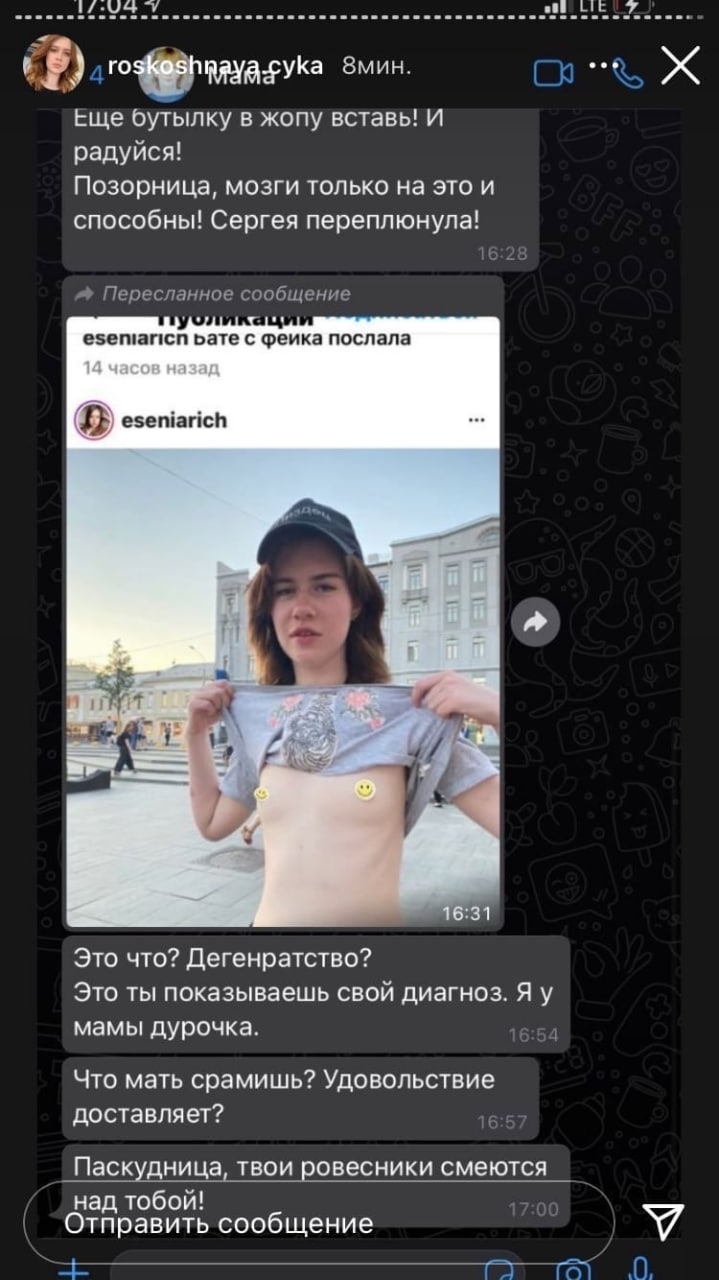 17:04
LTE
4 roskoshnaya.cyka 8мин.
Мама
Еще бутылку в жопу вставь! И
радуйся!
Позорница, мозги только на это и
способны! Сергея переплюнула!
16:28
Пересланное сообщение
Публикации
eseniarich Бате с фейка послала
14 часов назад
eseniarich
16:31
Это что? Дегенратство?
Это ты показываешь свой диагноз. Я у
мамы дурочка.
16:54
Что мать срамишь? Удовольствие
доставляет?
16:57
Паскудница, твои ровесники смеются
над тобой!
17:00
Отправить сообщение